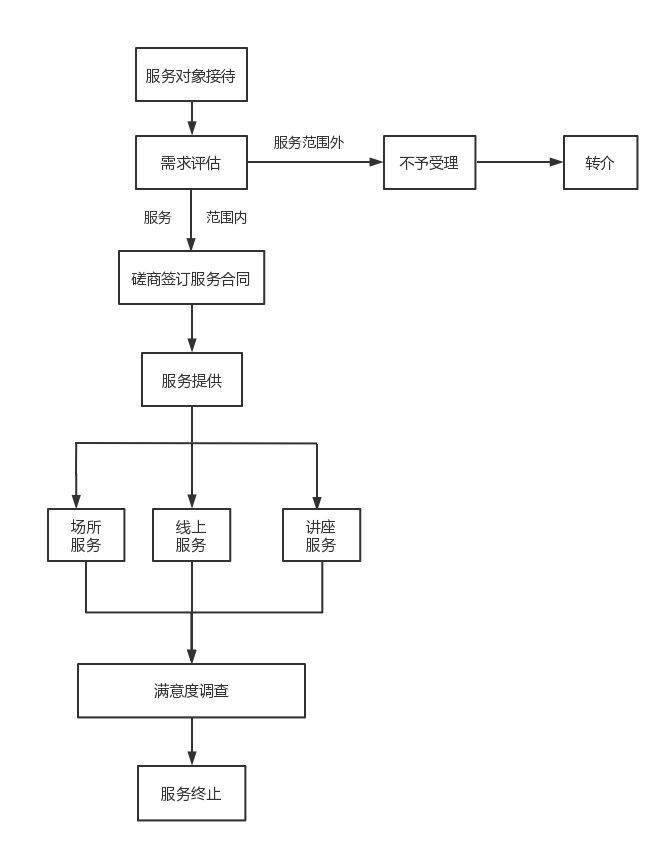 服务对象接待
服务范围外
需求评估
不予受理
转介
服务 范围内
磋商签订服务合同
服务提供
场所
服务
线上
服务
讲座
服务
满意度调查
服务终止